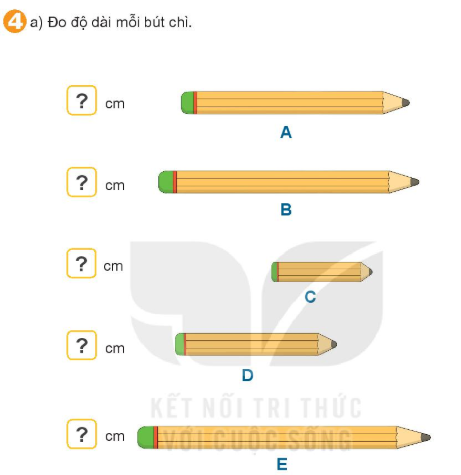 4 a) Đo độ dài mỗi bút chì.
? cm
A
? cm
B
? cm
C
? cm
D
KẾT NỐI TRI THỨC
VỚI CUỘC SỐNG
? cm
E